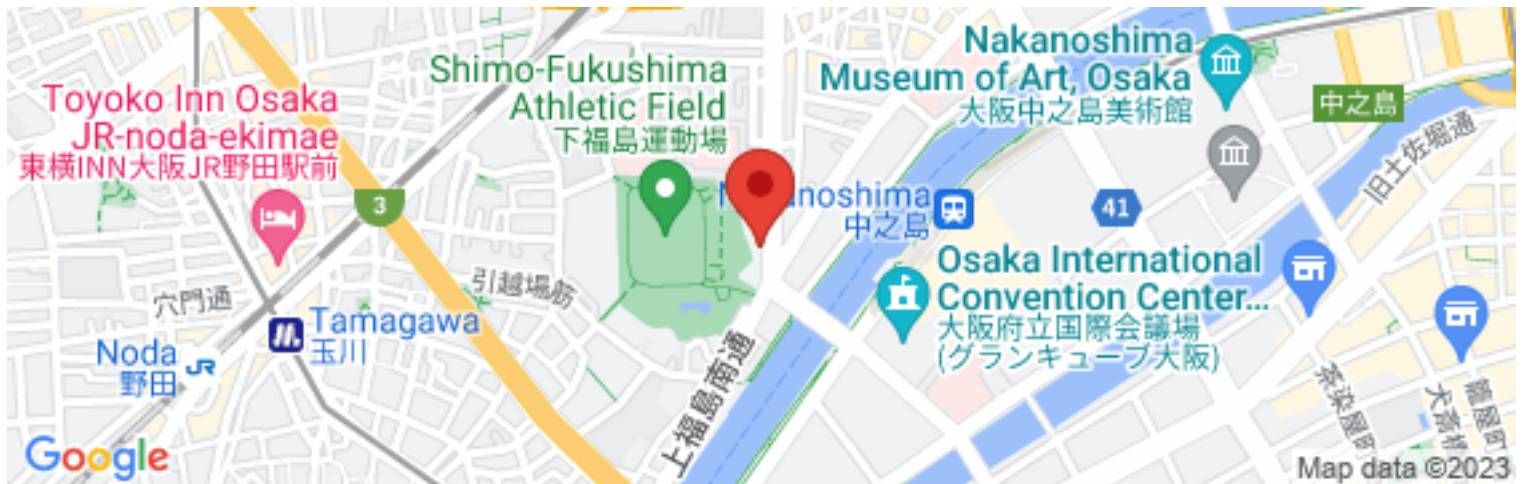 Nakanoshima
Museum of Art, Osaka
大阪中之島美術館
中之島
Shimo-Fukushima
Athletic Field
下福島運動場
Toyoko Inn Osaka
JR-noda-ekimae
東横INN大阪JR野田駅前
3
41
旧土佐堀通
中之島
Osaka International
Convention Center...
大阪府立国際会議場
(グランキューブ大阪)
引越場筋
穴門通
Tamagawa
玉川
Noda
野田
JR
上福島南通
茶染屋町
Google
Map data ©2023